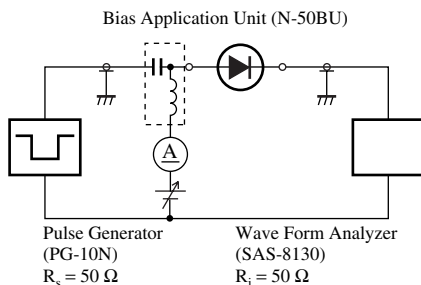 Bias Application Unit (N-50BU)
A
Pulse Generator
(PG-10N)
Rs = 50 Ω
Wave Form Analyzer
(SAS-8130)
Ri = 50 Ω